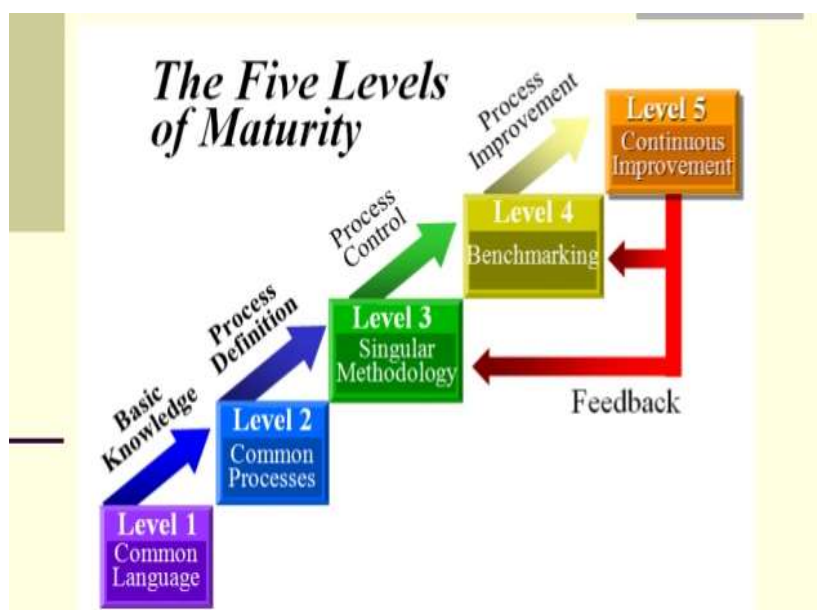 The Five Levels
of Maturity
Process
Improvement
Level 5
Continuous
Improvement
Process
Control
Level 4
Benchmarking
Process
Definition
Level 3
Singular
Methodology
Feedback
Basic
Knowledge
Level 2
Common
Processes
Level 1
Common
Language